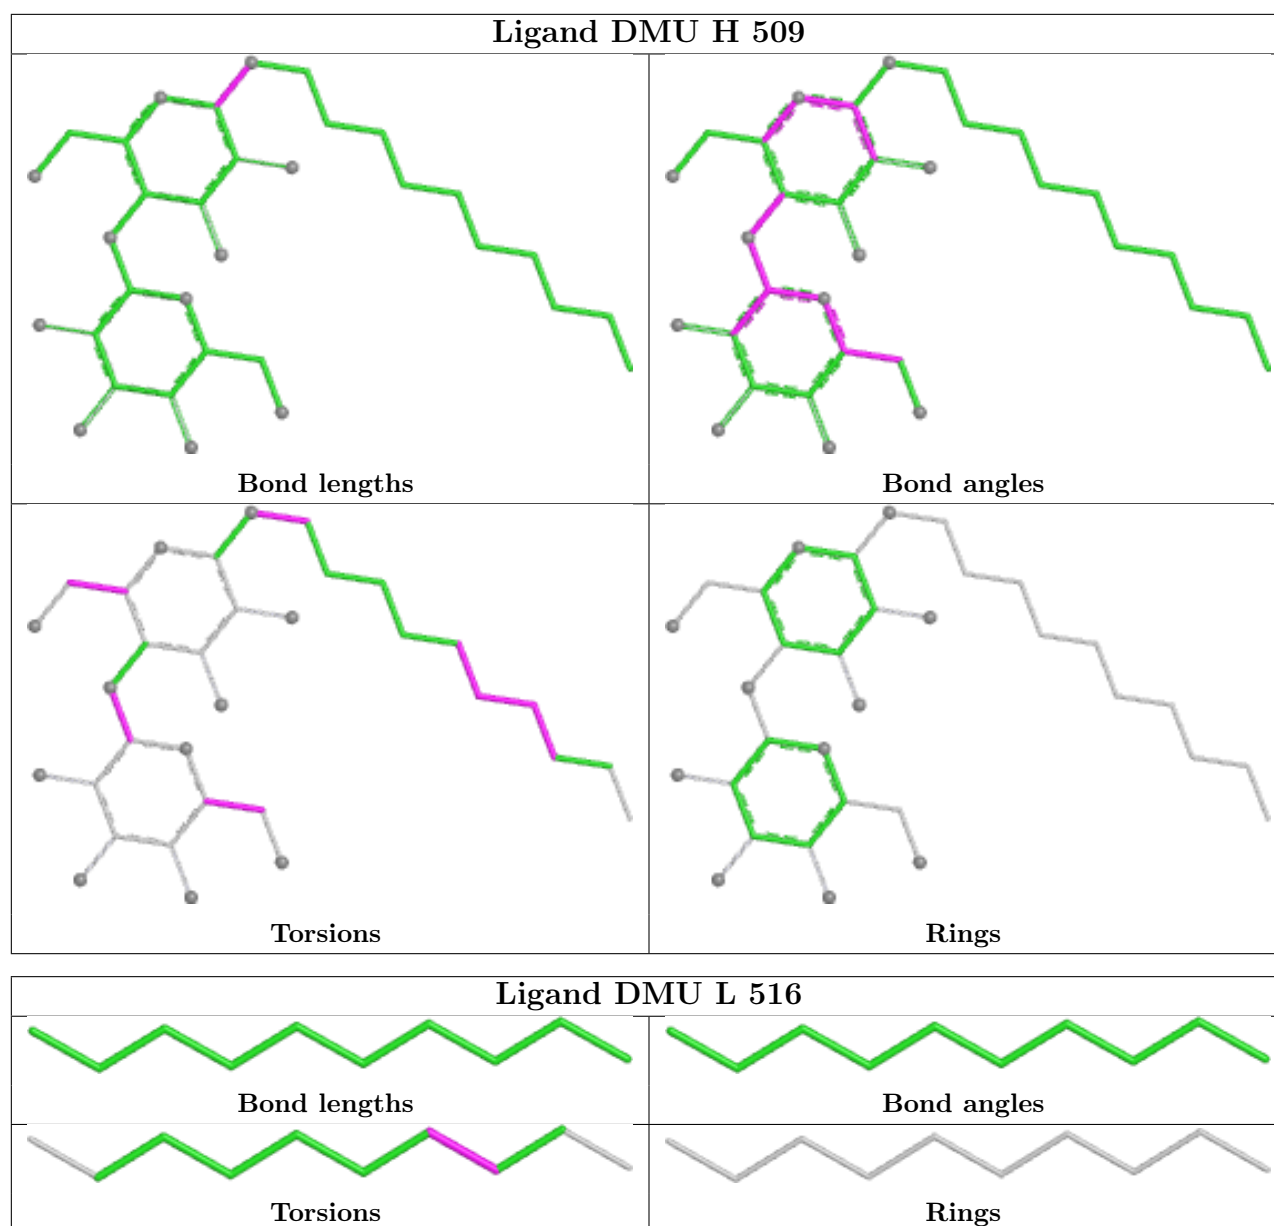 Ligand DMU H 509
Bond lengths
Bond angles
Torsions
Rings
Ligand DMU L 516
Bond lengths
Bond angles
Torsions
Rings